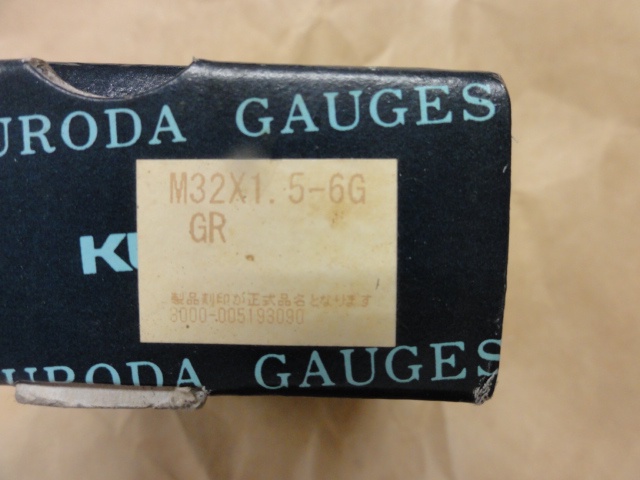 URODA GAUGES
M32X1.5-6G
GR
KU
製品刻印が正式品名となります
3000-005193090
URODA GAUGES